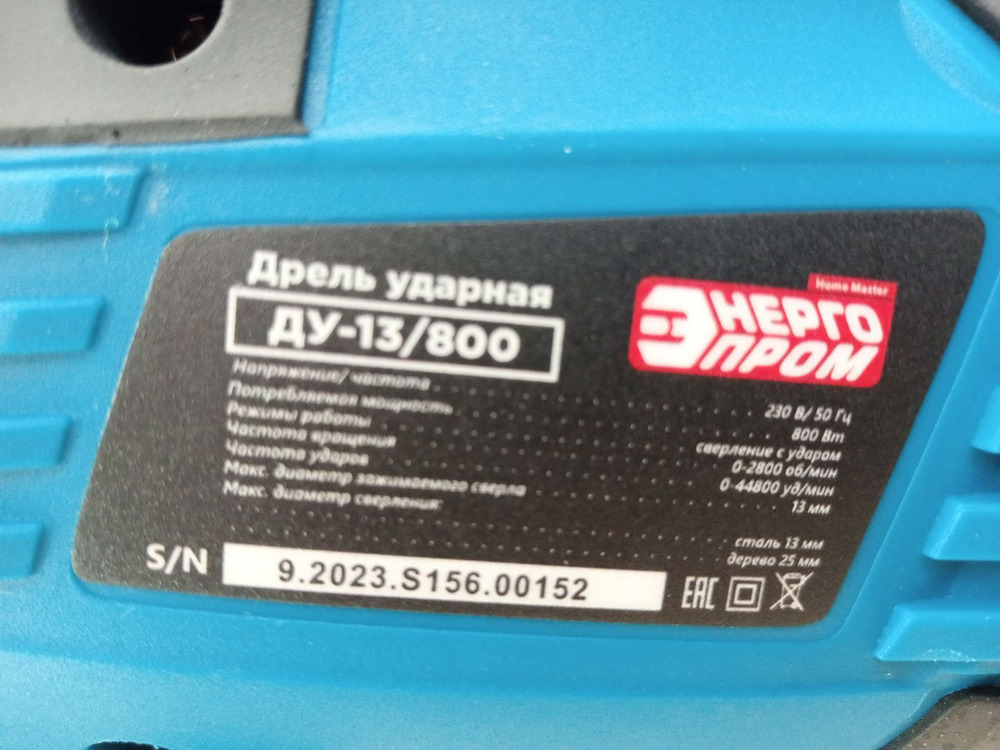 Дрель ударная
ДУ-13/800
Home Master
ЭНЕРГО
ПРОМ
Напряжение/ частота . . . . . . . . . . . . . . . . . . . . 230 В/ 50 Гц
Потребляемая мощность . . . . . . . . . . . . . . . . . . . . 800 Вт
Режимы работы . . . . . . . . . . . . . . . . . . . . сверление с ударом
Частота вращения . . . . . . . . . . . . . . . . . . . . 0-2800 об/мин
Частота ударов . . . . . . . . . . . . . . . . . . . . 0-44800 уд/мин
Макс. диаметр зажимаемого сверла . . . . . . . . . . . . . . . 13 мм
Макс. диаметр сверления:
. . . . . . . . . . . . . . . . . . . . сталь 13 мм
. . . . . . . . . . . . . . . . . . . . дерево 25 мм
S/N 9.2023.S156.00152 EAC